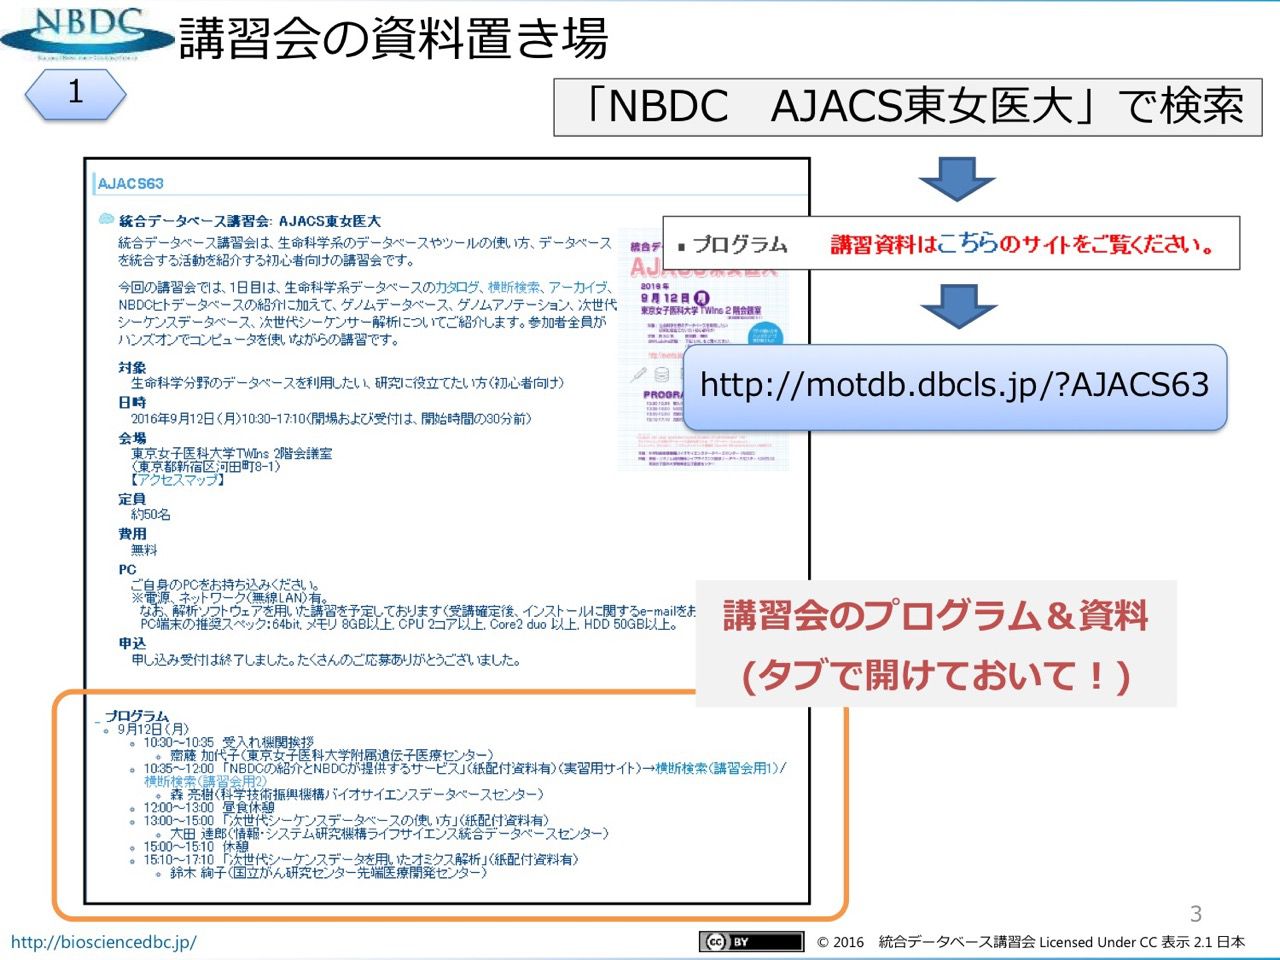 NBDC
講習会の資料置き場
1
「NBDC　AJACS東女医大」で検索
AJACS63
統合データベース講習会: AJACS東女医大
統合データベース講習会は、生命科学系のデータベースやツールの使い方、データベース
を統合する活動を紹介する初心者向けの講習会です。
今回の講習会では、1日目は、生命科学系データベースのカタログ、横断検索、アーカイブ、
NBDCヒトデータベースの紹介に加えて、ゲノムデータベース、ゲノムアノテーション、次世代
シーケンスデータベース、次世代シーケンサー解析についてご紹介します。参加者全員が
ハンズオンでコンピュータを使いながらの講習です。
対象
生命科学分野のデータベースを利用したい、研究に役立てたい方(初心者向け)
日時
2016年9月12日(月)10:30-17:10(開場および受付は、開始時間の30分前)
会場
東京女子医科大学TWIns 2階会議室
(東京都新宿区河田町8-1)
【アクセスマップ】
定員
約50名
費用
無料
PC
ご自身のPCをお持ち込みください。
※電源、ネットワーク(無線LAN)有。
なお、解析ソフトウェアを用いた講習を予定しております(受講確定後、インストールに関するe-mailをお
PC端末の推奨スペック:64bit, メモリ 8GB以上, CPU 2コア以上, Core2 duo 以上, HDD 50GB以上。
申込
申し込み受付は終了しました。たくさんのご応募ありがとうございました。
2016年
9月12日 月
東京女子医科大学TWIns 2階会議室
▪ プログラム　講習資料はこちらのサイトをご覧ください。
http://motdb.dbcls.jp/?AJACS63
講習会のプログラム＆資料
(タブで開けておいて！)
プログラム
9月12日(月)
10:30～10:35 受入れ機関挨拶
齋藤 加代子(東京女子医科大学附属遺伝子医療センター)
10:35～12:00 「NBDCの紹介とNBDCが提供するサービス」(紙配付資料有)(実習用サイト)→横断検索(講習会用1)/
横断検索(講習会用2)
森 亮樹(科学技術振興機構バイオサイエンスデータベースセンター)
12:00～13:00 昼食休憩
13:00～15:00 「次世代シーケンスデータベースの使い方」(紙配付資料有)
大田 達郎(情報・システム研究機構ライフサイエンス統合データベースセンター)
15:00～15:10 休憩
15:10～17:10 「次世代シーケンスデータを用いたオミクス解析」(紙配付資料有)
鈴木 絢子(国立がん研究センター先端医療開発センター)
3
http://biosciencedbc.jp/
cc BY
© 2016　統合データベース講習会 Licensed Under CC 表示 2.1 日本